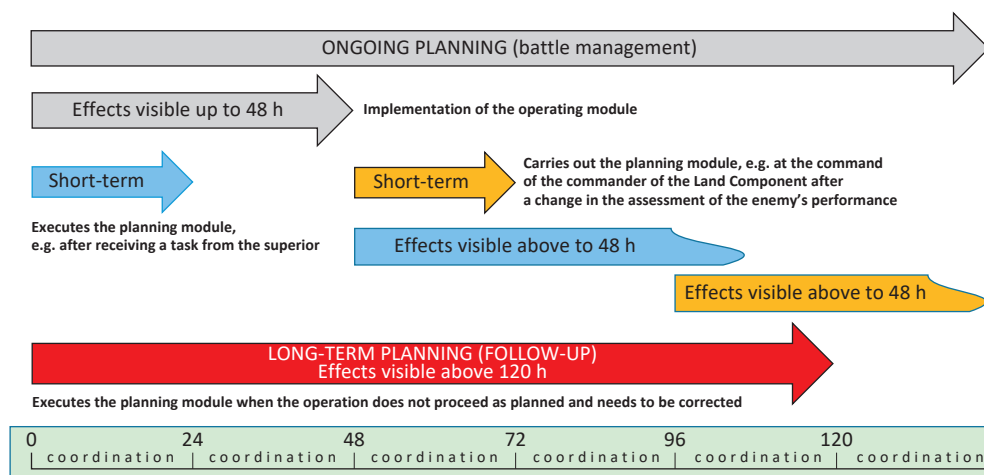 ONGOING PLANNING (battle management)
Effects visible up to 48 h
Implementation of the operating module
Short-term
Short-term
Carries out the planning module, e.g. at the command
of the commander of the Land Component after
a change in the assessment of the enemy's performance
Executes the planning module,
e.g. after receiving a task from the superior
Effects visible above to 48 h
Effects visible above to 48 h
LONG-TERM PLANNING (FOLLOW-UP)
Effects visible above 120 h
Executes the planning module when the operation does not proceed as planned and needs to be corrected
0 24 48 72 96 120
coordination coordination coordination coordination coordination coordination